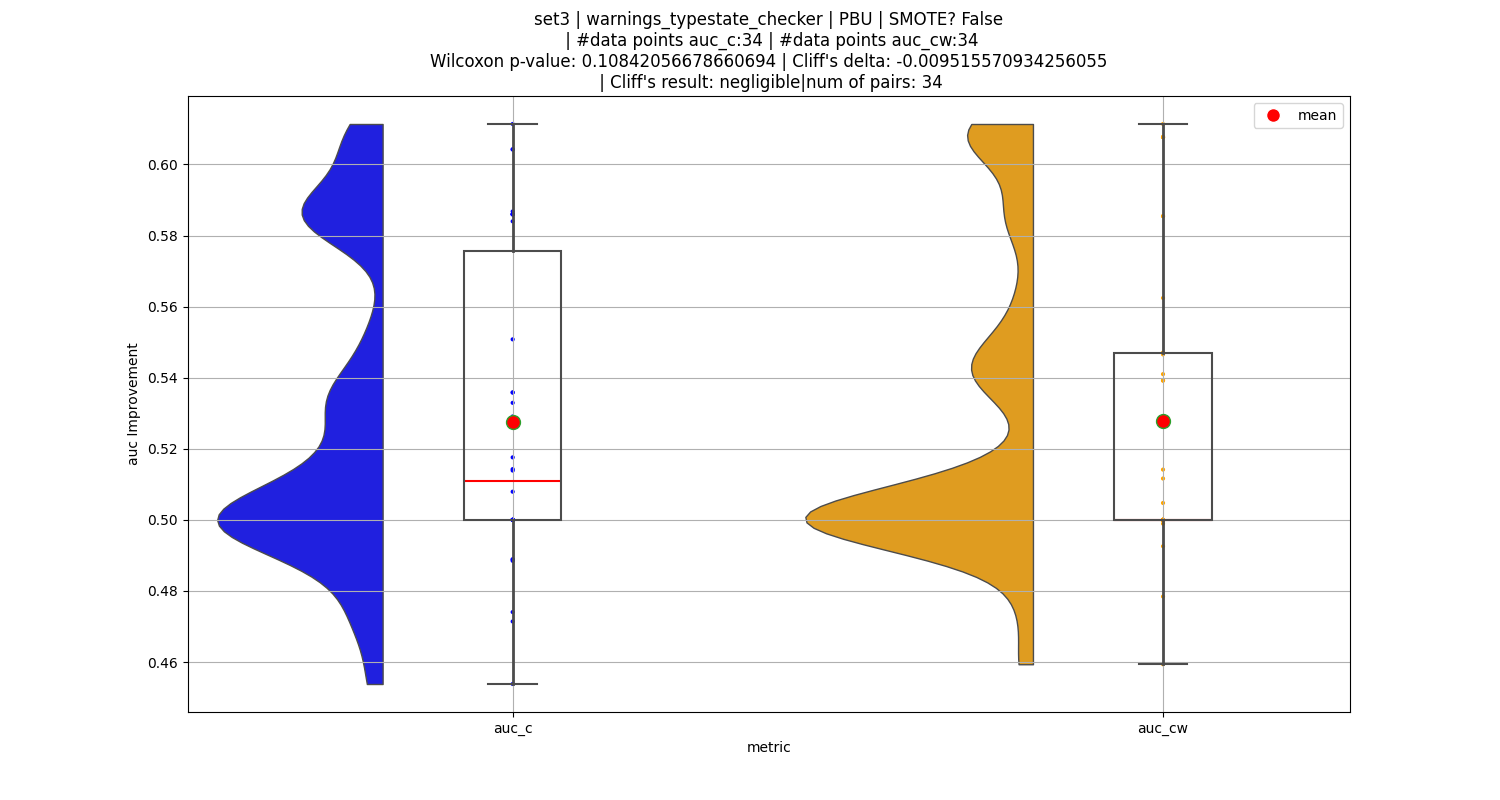 set3 | warnings_typestate_checker | PBU | SMOTE? False
| #data points auc_c:34 | #data points auc_cw:34
Wilcoxon p-value: 0.10842056678660694 | Cliff's delta: -0.009515570934256055
| Cliff's result: negligible|num of pairs: 34
mean
0.60
0.58
0.56
0.54
0.52
0.50
0.48
0.46
auc Improvement
auc_c
auc_cw
metric